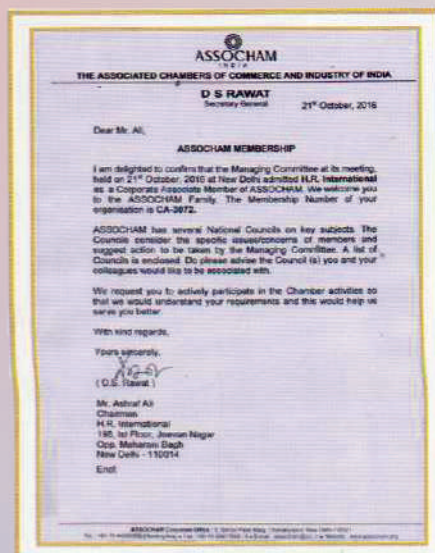 ASSOCHAM
INDIA
THE ASSOCIATED CHAMBERS OF COMMERCE AND INDUSTRY OF INDIA
D S RAWAT
Secretary General
21st October, 2016
Dear Mr. Ali,
ASSOCHAM MEMBERSHIP
I am delighted to confirm that the Managing Committee at its meeting,
held on 21st October, 2016 at New Delhi admitted H.R. International
as a Corporate Associate Member of ASSOCHAM. We welcome you
to the ASSOCHAM Family. The Membership Number of your
organisation is CA-3072.
ASSOCHAM has several National Councils on key subjects. The
Councils consider the specific issues/concerns of members and
suggest action to be taken by the Managing Committee. A list of
Councils is enclosed. Do please advise the Council (s) you and your
colleagues would like to be associated with.
We request you to actively participate in the Chamber activities so
that we would understand your requirements and this would help us
serve you better.
With kind regards,
Yours sincerely,
( D.S. Rawat )
Mr. Ashraf Ali
Chairman
H.R. International
Ist Floor, Jeevan Nagar
Opp. Maharani Bagh
New Delhi - 110014
Encl:
ASSOCHAM Corporate Office